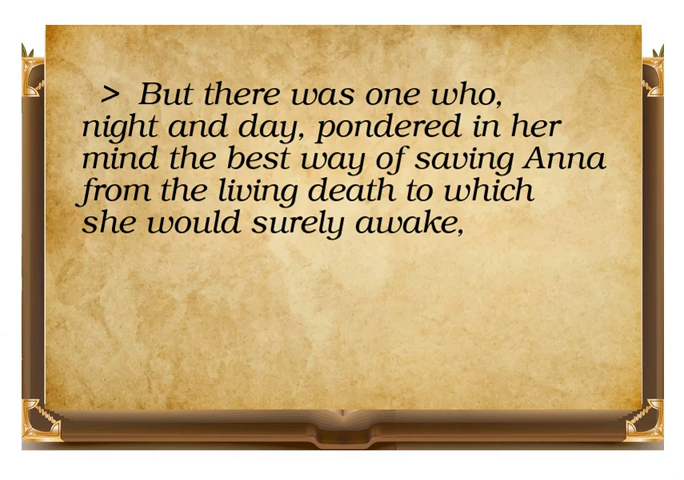 > But there was one who,
night and day, pondered in her
mind the best way of saving Anna
from the living death to which
she would surely awake,